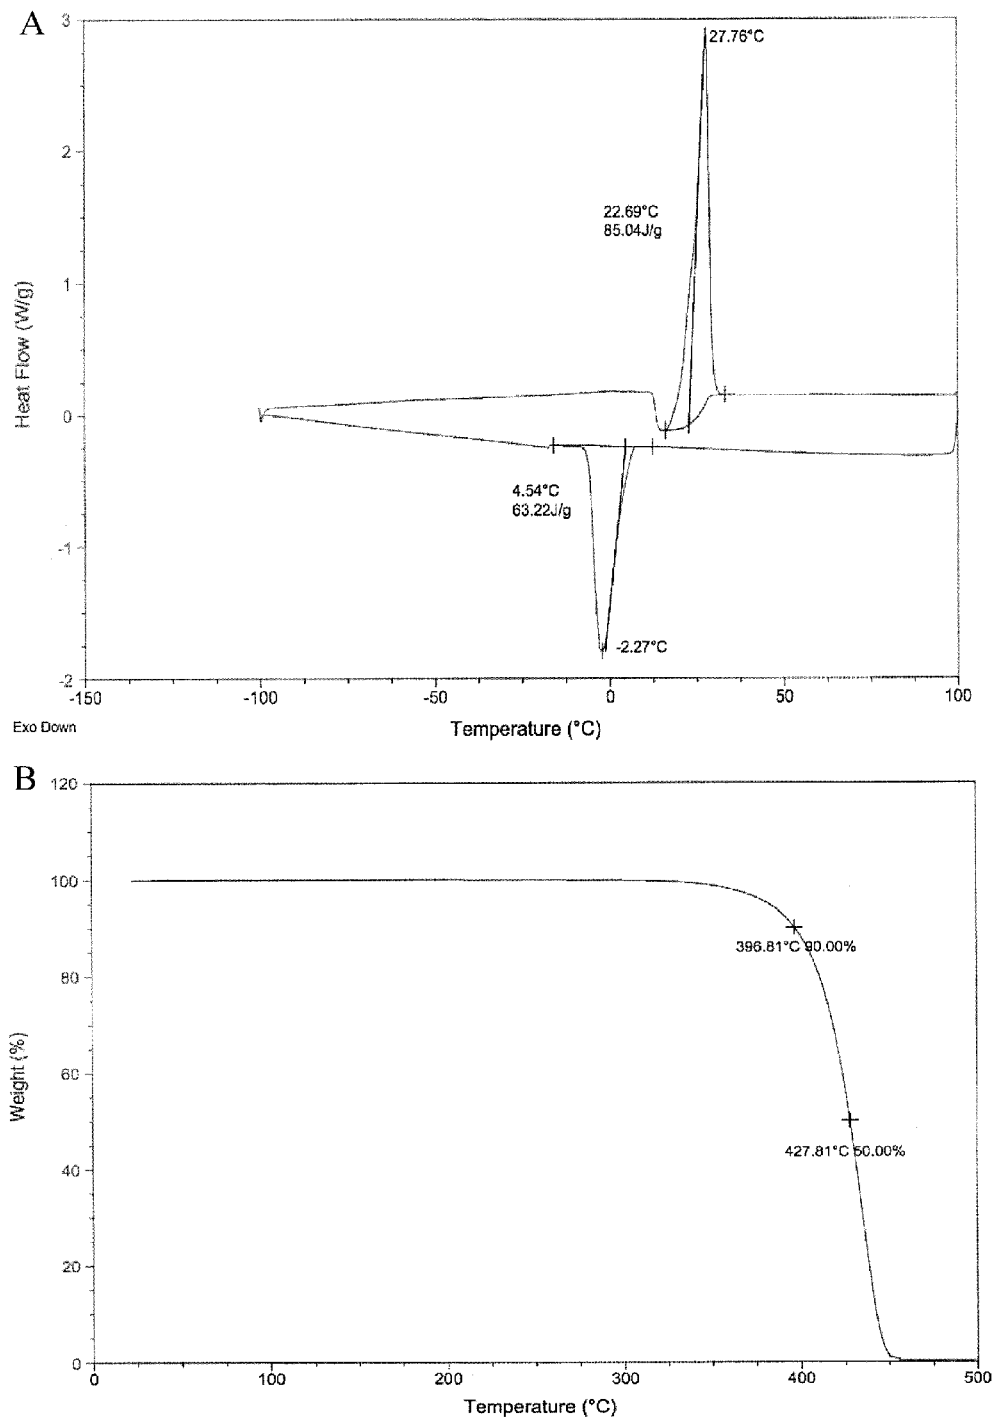 A
3
2
1
0
-1
-2
Heat Flow (W/g)
27.76°C
22.69°C
85.04J/g
4.54°C
63.22J/g
-2.27°C
-150
-100
-50
0
50
100
Exo Down
Temperature (°C)
B
120
100
80
60
40
20
0
Weight (%)
396.81°C 90.00%
427.81°C 50.00%
0
100
200
300
400
500
Temperature (°C)